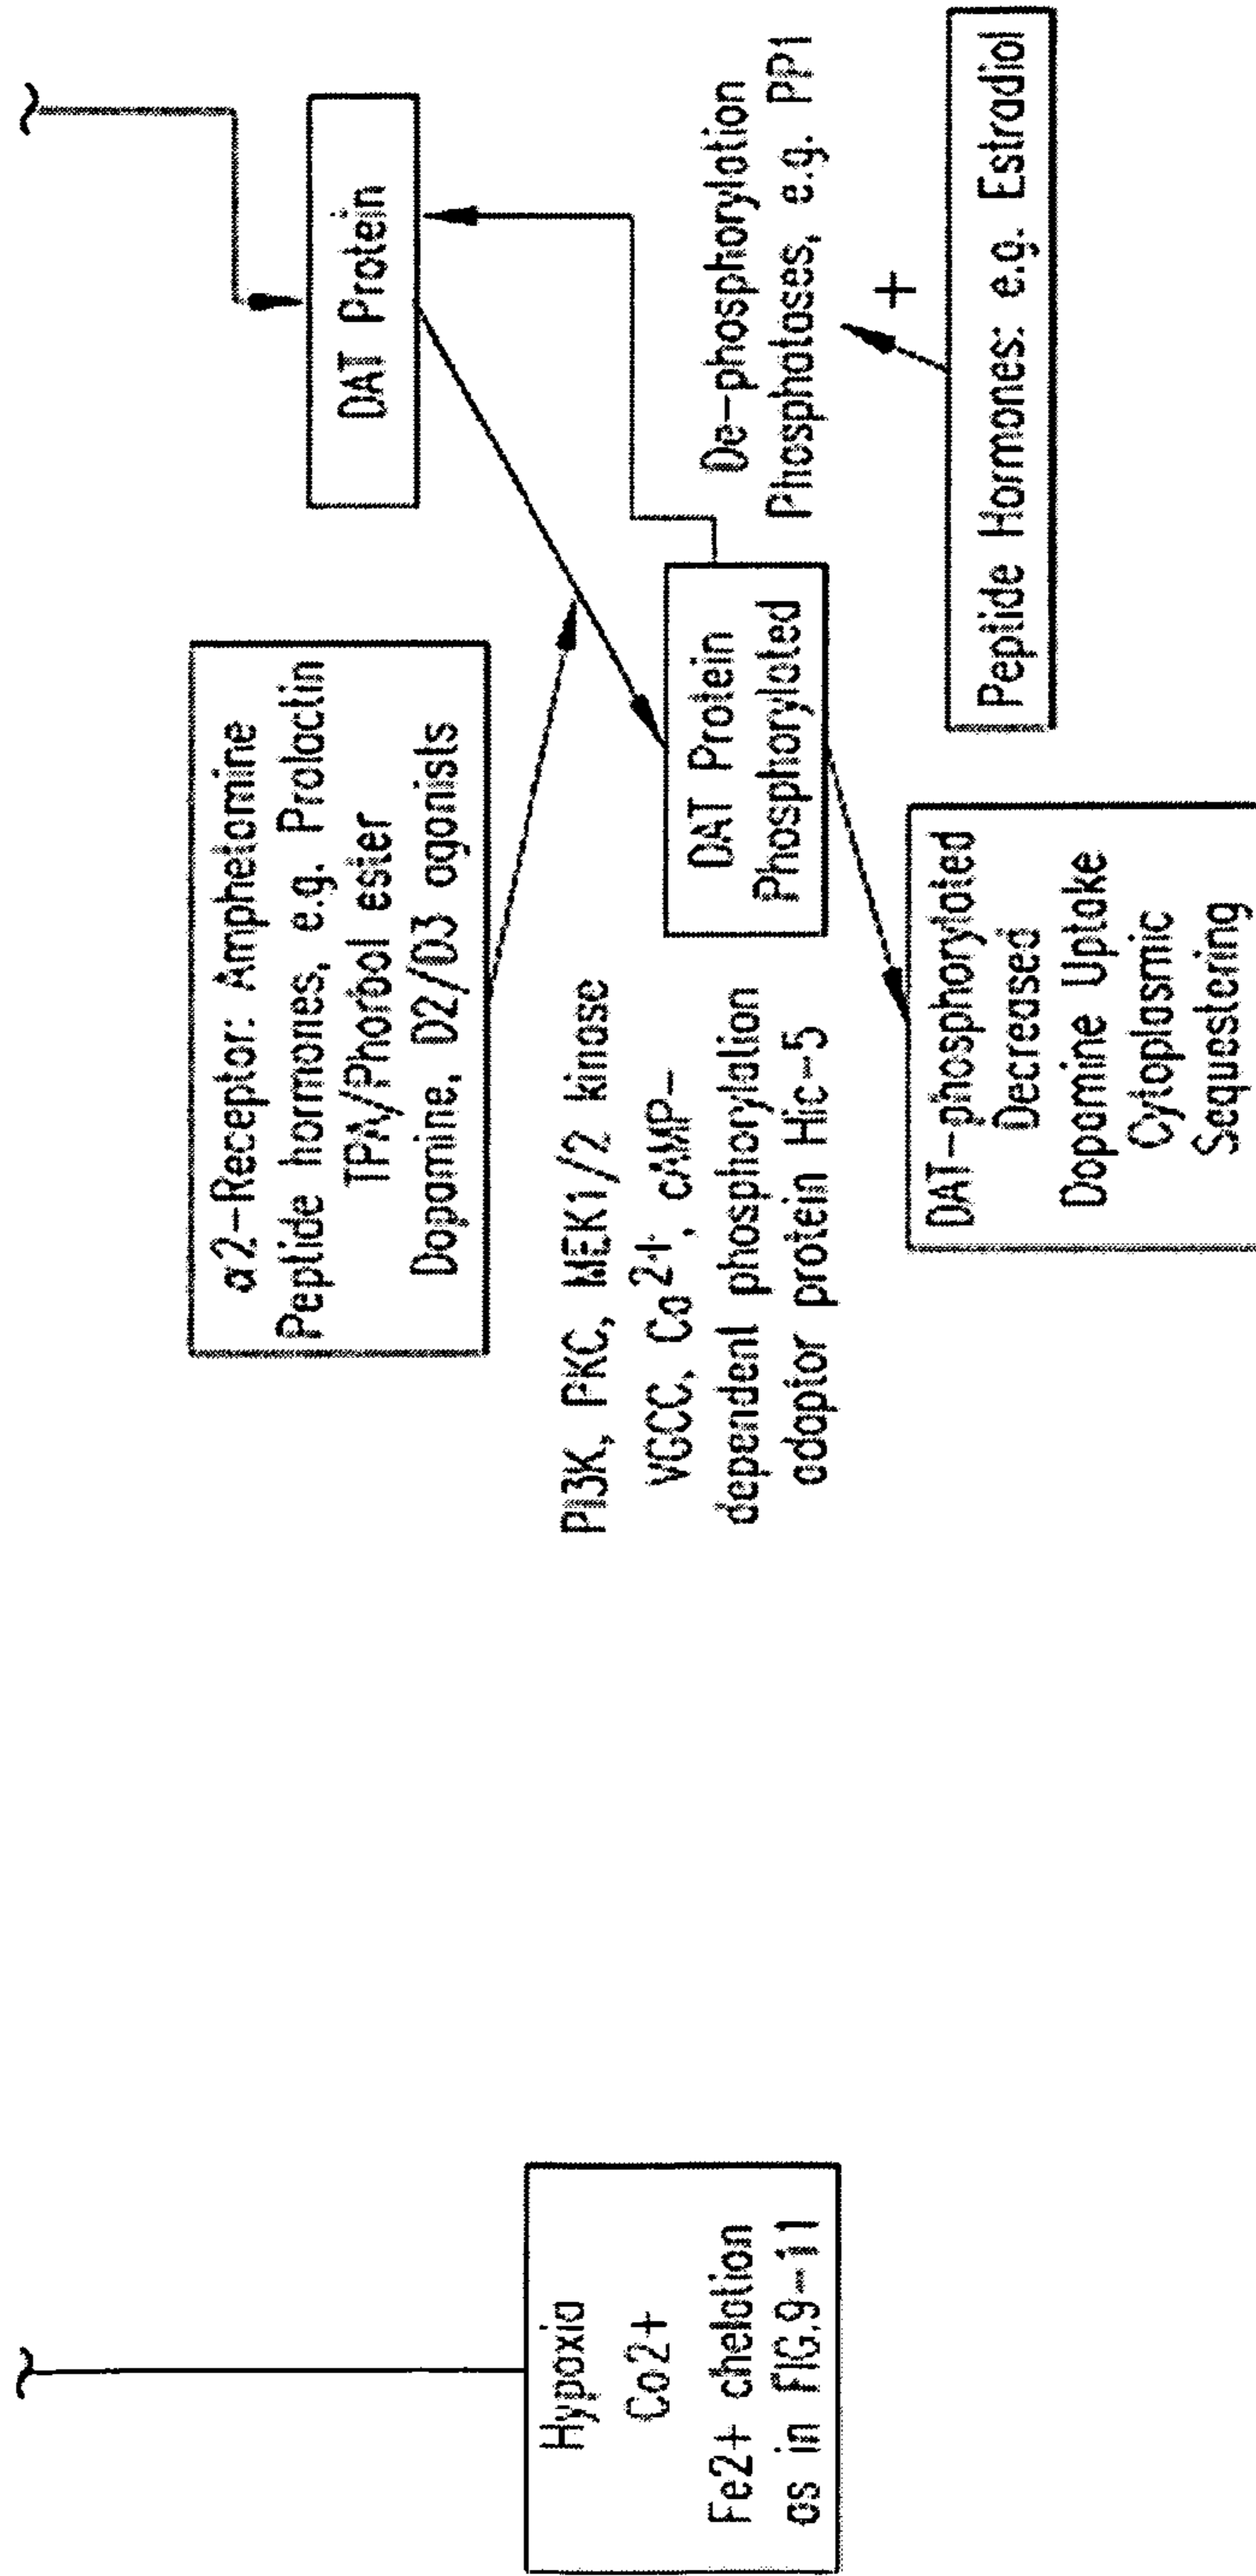 Hypoxia
Co2+
Fe2+ chelation
as in FIG.9-11
α2-Receptor: Amphetamine
Peptide hormones, e.g. Prolactin
TPA/Phorbol ester
Dopamine, D2/D3 agonists
DAT Protein
PI3K, PKC, MEK1/2 kinase
VGCC, Ca2+, cAMP-
dependent phosphorylation
adaptor protein Hic-5
DAT Protein
Phosphorylated
De-phosphorylation
Phosphatases, e.g. PP1
+
DAT-phosphorylated
Decreased
Dopamine Uptake
Cytoplasmic
Sequestering
Peptide Hormones: e.g. Estradiol